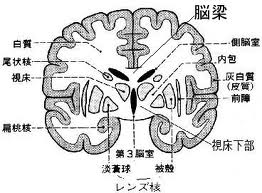 脳梁
白質
尾状核
視床
扁桃核
側脳室
内包
灰白質
(皮質)
前障
視床下部
第３脳室
淡蒼球
被殻
レンズ核